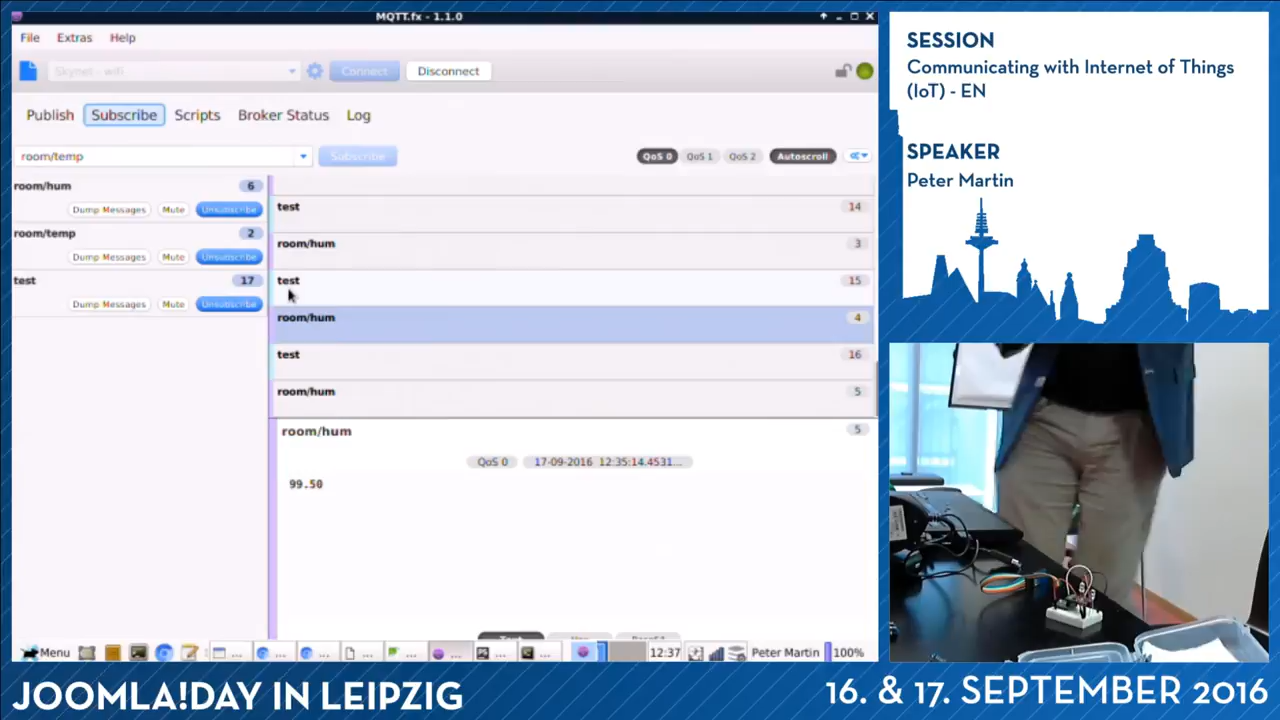 MQTT.fx - 1.1.0
File Extras Help
Skynet - wifi Connect Disconnect
Publish Subscribe Scripts Broker Status Log
room/temp Subscribe QoS 0 QoS 1 QoS 2 Autoscroll
room/hum 6
Dump Messages Mute Unsubscribe
room/temp 2
Dump Messages Mute Unsubscribe
test 17
Dump Messages Mute Unsubscribe
test 14
room/hum 3
test 15
room/hum 4
test 16
room/hum 5
room/hum 5
QoS 0 17-09-2016 12:35:14.4531...
99.50
Menu ... ... ... ... ... ... ... ... 12:37 Peter Martin 100%
SESSION
Communicating with Internet of Things
(IoT) - EN
SPEAKER
Peter Martin
JOOMLA!DAY IN LEIPZIG
16. & 17. SEPTEMBER 2016